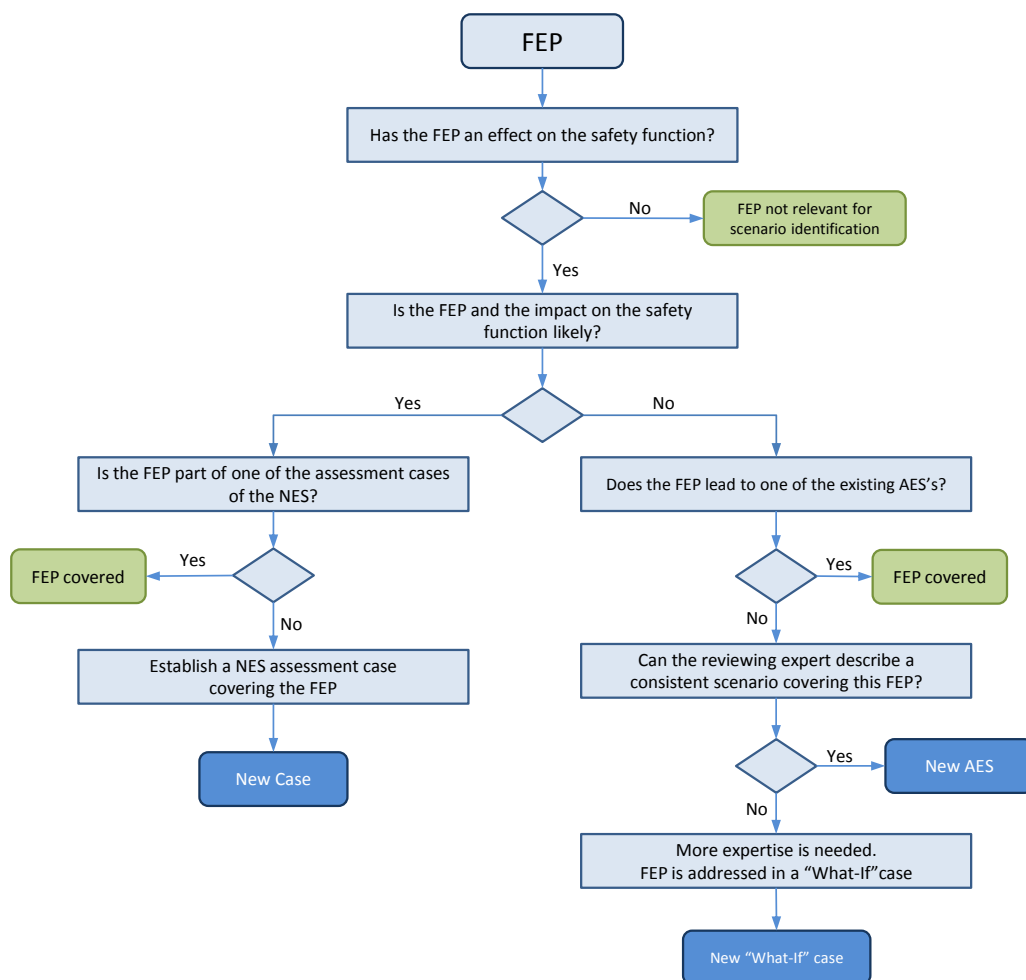 FEP
Has the FEP an effect on the safety function?
No
FEP not relevant for
scenario identification
Yes
Is the FEP and the impact on the safety
function likely?
Yes
No
Is the FEP part of one of the assessment cases
of the NES?
Does the FEP lead to one of the existing AES’s?
FEP covered
Yes
Yes
FEP covered
No
No
Establish a NES assessment case
covering the FEP
Can the reviewing expert describe a
consistent scenario covering this FEP?
New Case
Yes
New AES
No
More expertise is needed.
FEP is addressed in a “What-If”case
New “What-If” case